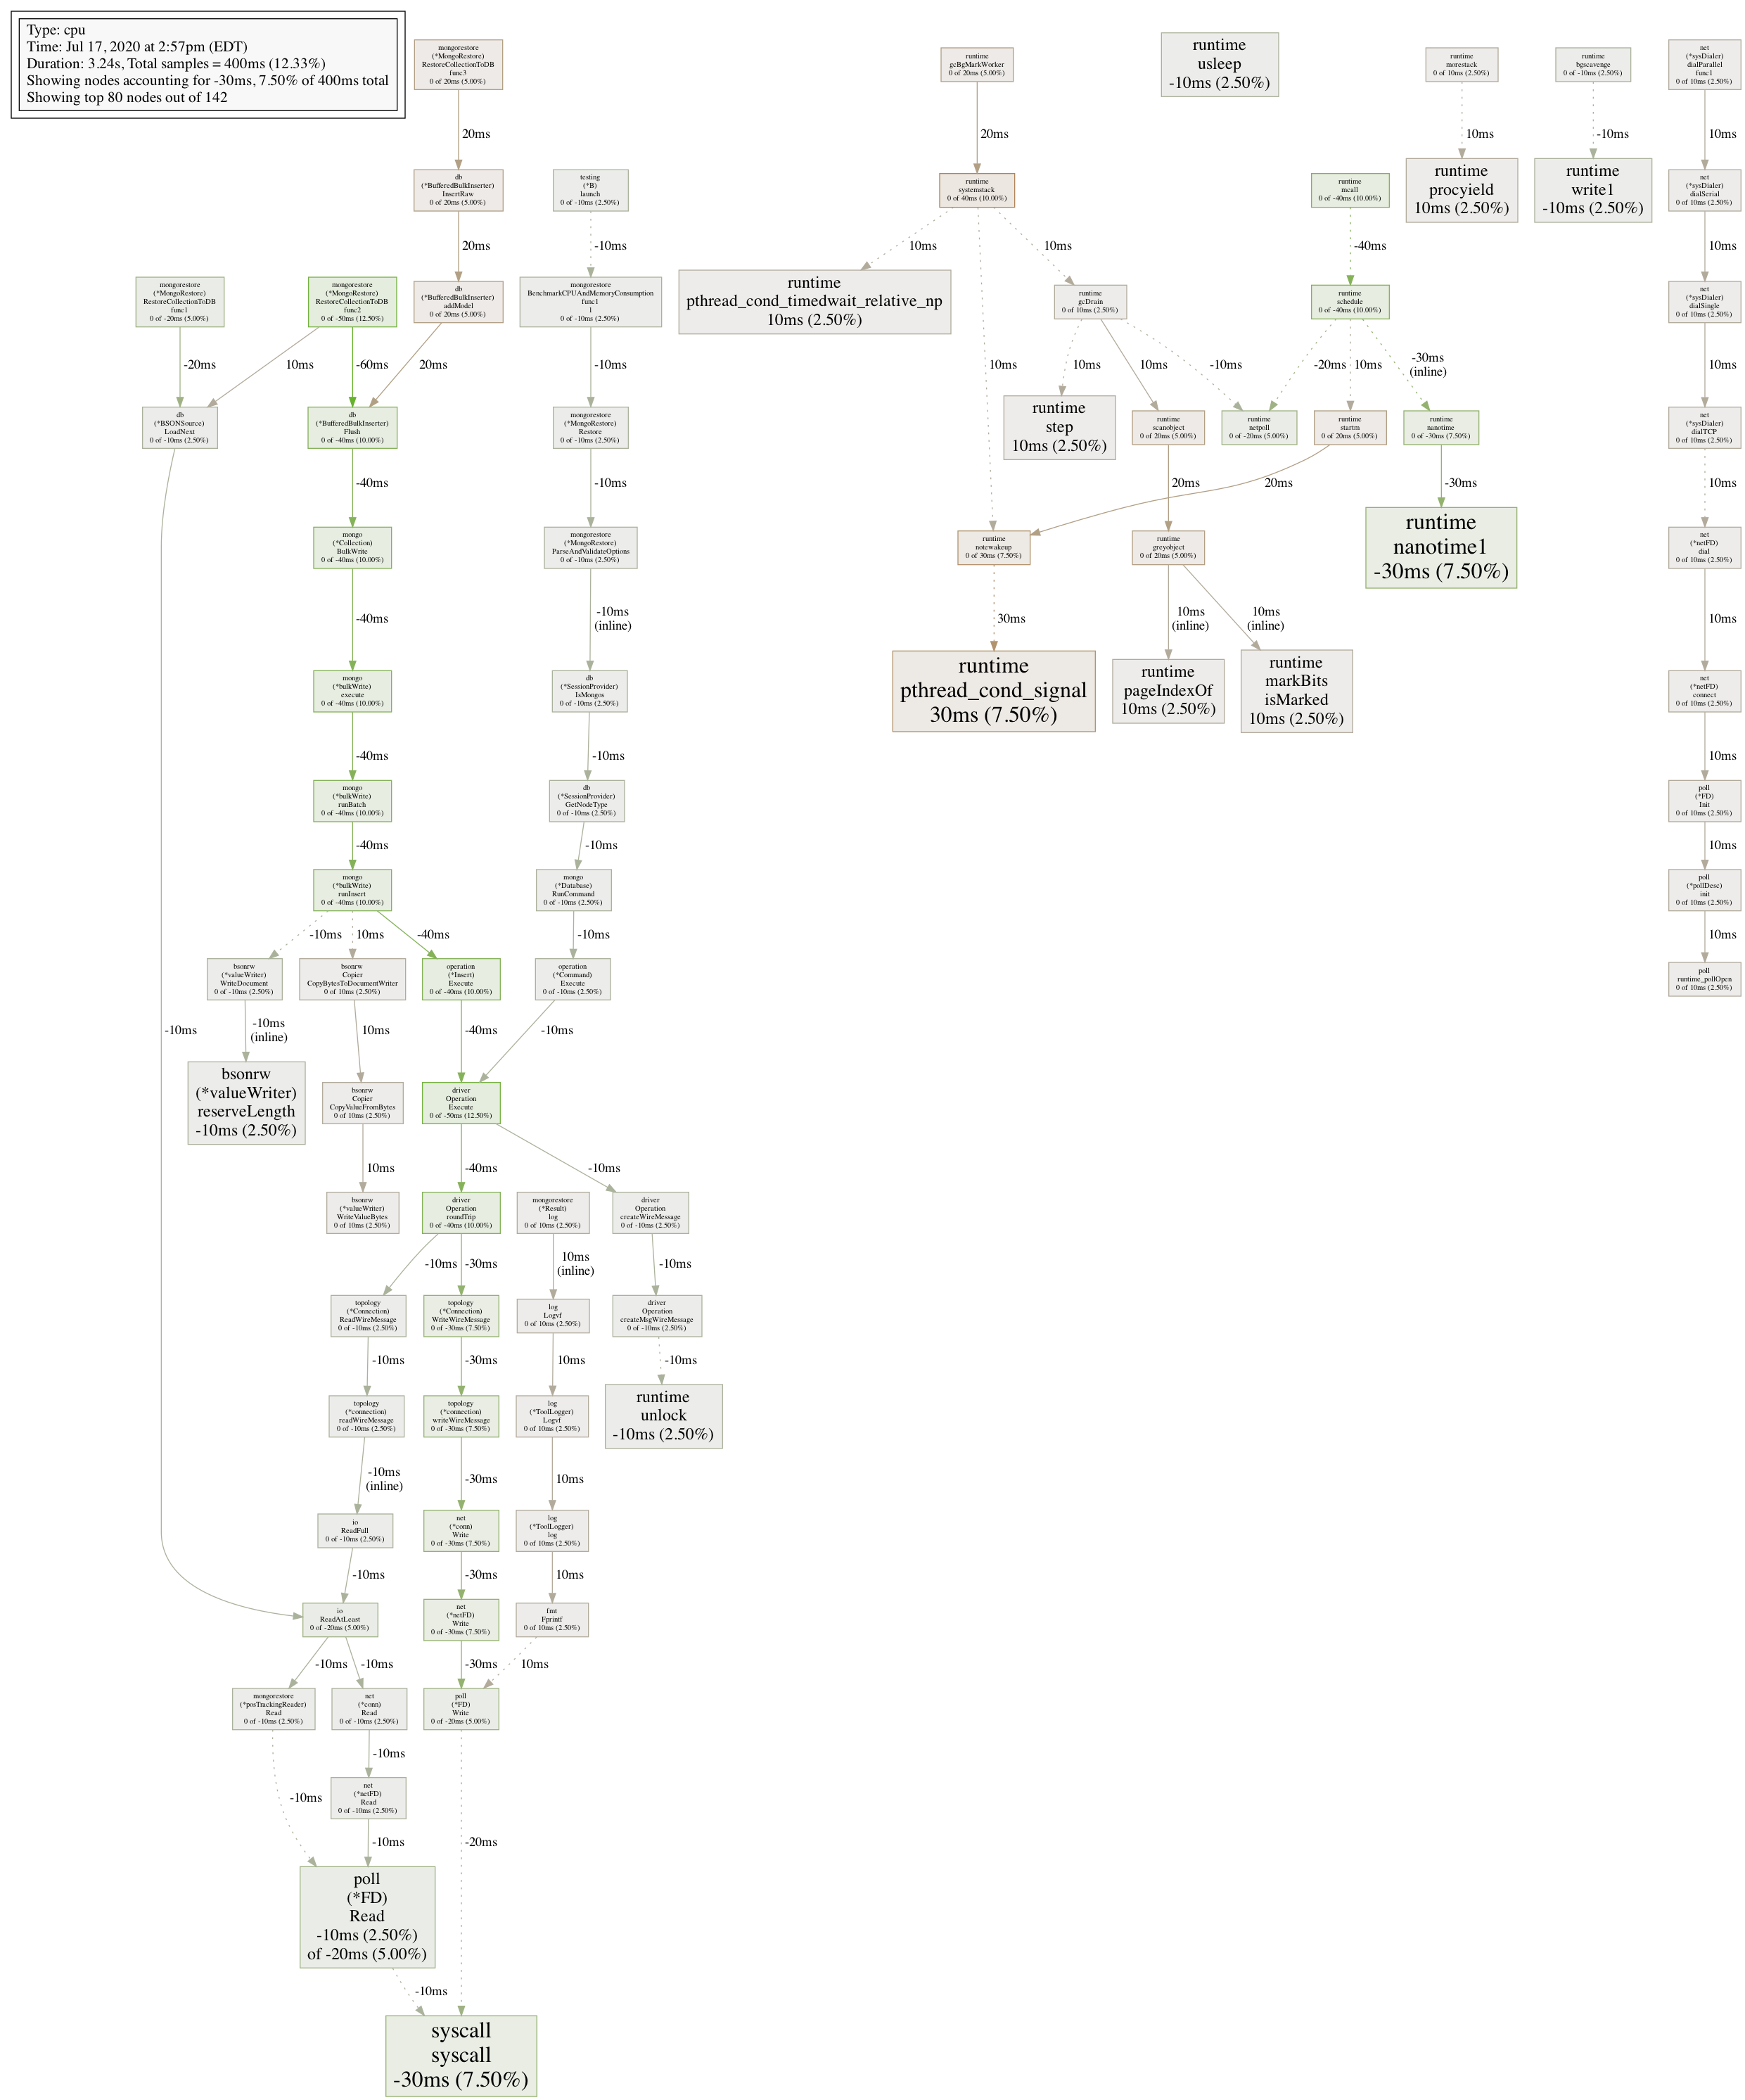 Type: cpu
Time: Jul 17, 2020 at 2:57pm (EDT)
Duration: 3.24s, Total samples = 400ms (12.33%)
Showing nodes accounting for -30ms, 7.50% of 400ms total
Showing top 80 nodes out of 142
mongorestore
(*MongoRestore)
RestoreCollectionToDB
func3
0 of 20ms (5.00%)
runtime
gcBgMarkWorker
0 of 20ms (5.00%)
runtime
usleep
-10ms (2.50%)
runtime
morestack
0 of 10ms (2.50%)
runtime
bgscavenge
0 of -10ms (2.50%)
net
(*sysDialer)
dialParallel
func1
0 of 10ms (2.50%)
20ms
20ms
10ms
-10ms
10ms
db
(*BufferedBulkInserter)
InsertRaw
0 of 20ms (5.00%)
testing
(*B)
launch
0 of -10ms (2.50%)
runtime
systemstack
0 of 40ms (10.00%)
runtime
mcall
0 of -40ms (10.00%)
runtime
procyield
10ms (2.50%)
runtime
write1
-10ms (2.50%)
net
(*sysDialer)
dialSerial
0 of 10ms (2.50%)
20ms
-10ms
10ms
10ms
-40ms
10ms
mongorestore
(*MongoRestore)
RestoreCollectionToDB
func1
0 of -20ms (5.00%)
mongorestore
(*MongoRestore)
RestoreCollectionToDB
func2
0 of -50ms (12.50%)
db
(*BufferedBulkInserter)
addModel
0 of 20ms (5.00%)
mongorestore
BenchmarkCPUAndMemoryConsumption
func1
1
0 of -10ms (2.50%)
runtime
pthread_cond_timedwait_relative_np
10ms (2.50%)
runtime
gcDrain
0 of 10ms (2.50%)
runtime
schedule
0 of -40ms (10.00%)
net
(*sysDialer)
dialSingle
0 of 10ms (2.50%)
-20ms
10ms
-60ms
20ms
-10ms
10ms
10ms
10ms
-10ms
-20ms
10ms
-30ms
(inline)
10ms
db
(*BSONSource)
LoadNext
0 of -10ms (2.50%)
db
(*BufferedBulkInserter)
Flush
0 of -40ms (10.00%)
mongorestore
(*MongoRestore)
Restore
0 of -10ms (2.50%)
runtime
step
10ms (2.50%)
runtime
scanobject
0 of 20ms (5.00%)
runtime
netpoll
0 of -20ms (5.00%)
runtime
startm
0 of 20ms (5.00%)
runtime
nanotime
0 of -30ms (7.50%)
net
(*sysDialer)
dialTCP
0 of 10ms (2.50%)
-40ms
-10ms
20ms
20ms
-30ms
10ms
mongo
(*Collection)
BulkWrite
0 of -40ms (10.00%)
mongorestore
(*MongoRestore)
ParseAndValidateOptions
0 of -10ms (2.50%)
runtime
notewakeup
0 of 30ms (7.50%)
runtime
greyobject
0 of 20ms (5.00%)
runtime
nanotime1
-30ms (7.50%)
net
(*netFD)
dial
0 of 10ms (2.50%)
-40ms
-10ms
(inline)
30ms
10ms
(inline)
10ms
(inline)
10ms
mongo
(*bulkWrite)
execute
0 of -40ms (10.00%)
db
(*SessionProvider)
IsMongos
0 of -10ms (2.50%)
runtime
pthread_cond_signal
30ms (7.50%)
runtime
pageIndexOf
10ms (2.50%)
runtime
markBits
isMarked
10ms (2.50%)
net
(*netFD)
connect
0 of 10ms (2.50%)
-40ms
-10ms
10ms
mongo
(*bulkWrite)
runBatch
0 of -40ms (10.00%)
db
(*SessionProvider)
GetNodeType
0 of -10ms (2.50%)
poll
(*FD)
Init
0 of 10ms (2.50%)
-40ms
-10ms
10ms
mongo
(*bulkWrite)
runInsert
0 of -40ms (10.00%)
mongo
(*Database)
RunCommand
0 of -10ms (2.50%)
poll
(*pollDesc)
init
0 of 10ms (2.50%)
-10ms
10ms
-40ms
-10ms
10ms
bsonrw
(*valueWriter)
WriteDocument
0 of -10ms (2.50%)
bsonrw
Copier
CopyBytesToDocumentWriter
0 of 10ms (2.50%)
operation
(*Insert)
Execute
0 of -40ms (10.00%)
operation
(*Command)
Execute
0 of -10ms (2.50%)
poll
runtime_pollOpen
0 of 10ms (2.50%)
-10ms
-10ms
(inline)
10ms
-40ms
-10ms
bsonrw
(*valueWriter)
reserveLength
-10ms (2.50%)
bsonrw
Copier
CopyValueFromBytes
0 of 10ms (2.50%)
driver
Operation
Execute
0 of -50ms (12.50%)
10ms
-40ms
-10ms
bsonrw
(*valueWriter)
WriteValueBytes
0 of 10ms (2.50%)
driver
Operation
roundTrip
0 of -40ms (10.00%)
mongorestore
(*Result)
log
0 of 10ms (2.50%)
driver
Operation
createWireMessage
0 of -10ms (2.50%)
-10ms
-30ms
10ms
(inline)
-10ms
topology
(*Connection)
ReadWireMessage
0 of -10ms (2.50%)
topology
(*Connection)
WriteWireMessage
0 of -30ms (7.50%)
log
Logvf
0 of 10ms (2.50%)
driver
Operation
createMsgWireMessage
0 of -10ms (2.50%)
-10ms
-30ms
10ms
-10ms
topology
(*connection)
readWireMessage
0 of -10ms (2.50%)
topology
(*connection)
writeWireMessage
0 of -30ms (7.50%)
log
(*ToolLogger)
Logvf
0 of 10ms (2.50%)
runtime
unlock
-10ms (2.50%)
-10ms
(inline)
-30ms
10ms
io
ReadFull
0 of -10ms (2.50%)
net
(*conn)
Write
0 of -30ms (7.50%)
log
(*ToolLogger)
log
0 of 10ms (2.50%)
-10ms
-30ms
10ms
io
ReadAtLeast
0 of -20ms (5.00%)
net
(*netFD)
Write
0 of -30ms (7.50%)
fmt
Fprintf
0 of 10ms (2.50%)
-10ms
-10ms
-30ms
10ms
mongorestore
(*posTrackingReader)
Read
0 of -10ms (2.50%)
net
(*conn)
Read
0 of -10ms (2.50%)
poll
(*FD)
Write
0 of -20ms (5.00%)
-10ms
-10ms
net
(*netFD)
Read
0 of -10ms (2.50%)
-10ms
-20ms
poll
(*FD)
Read
-10ms (2.50%)
of -20ms (5.00%)
-10ms
syscall
syscall
-30ms (7.50%)